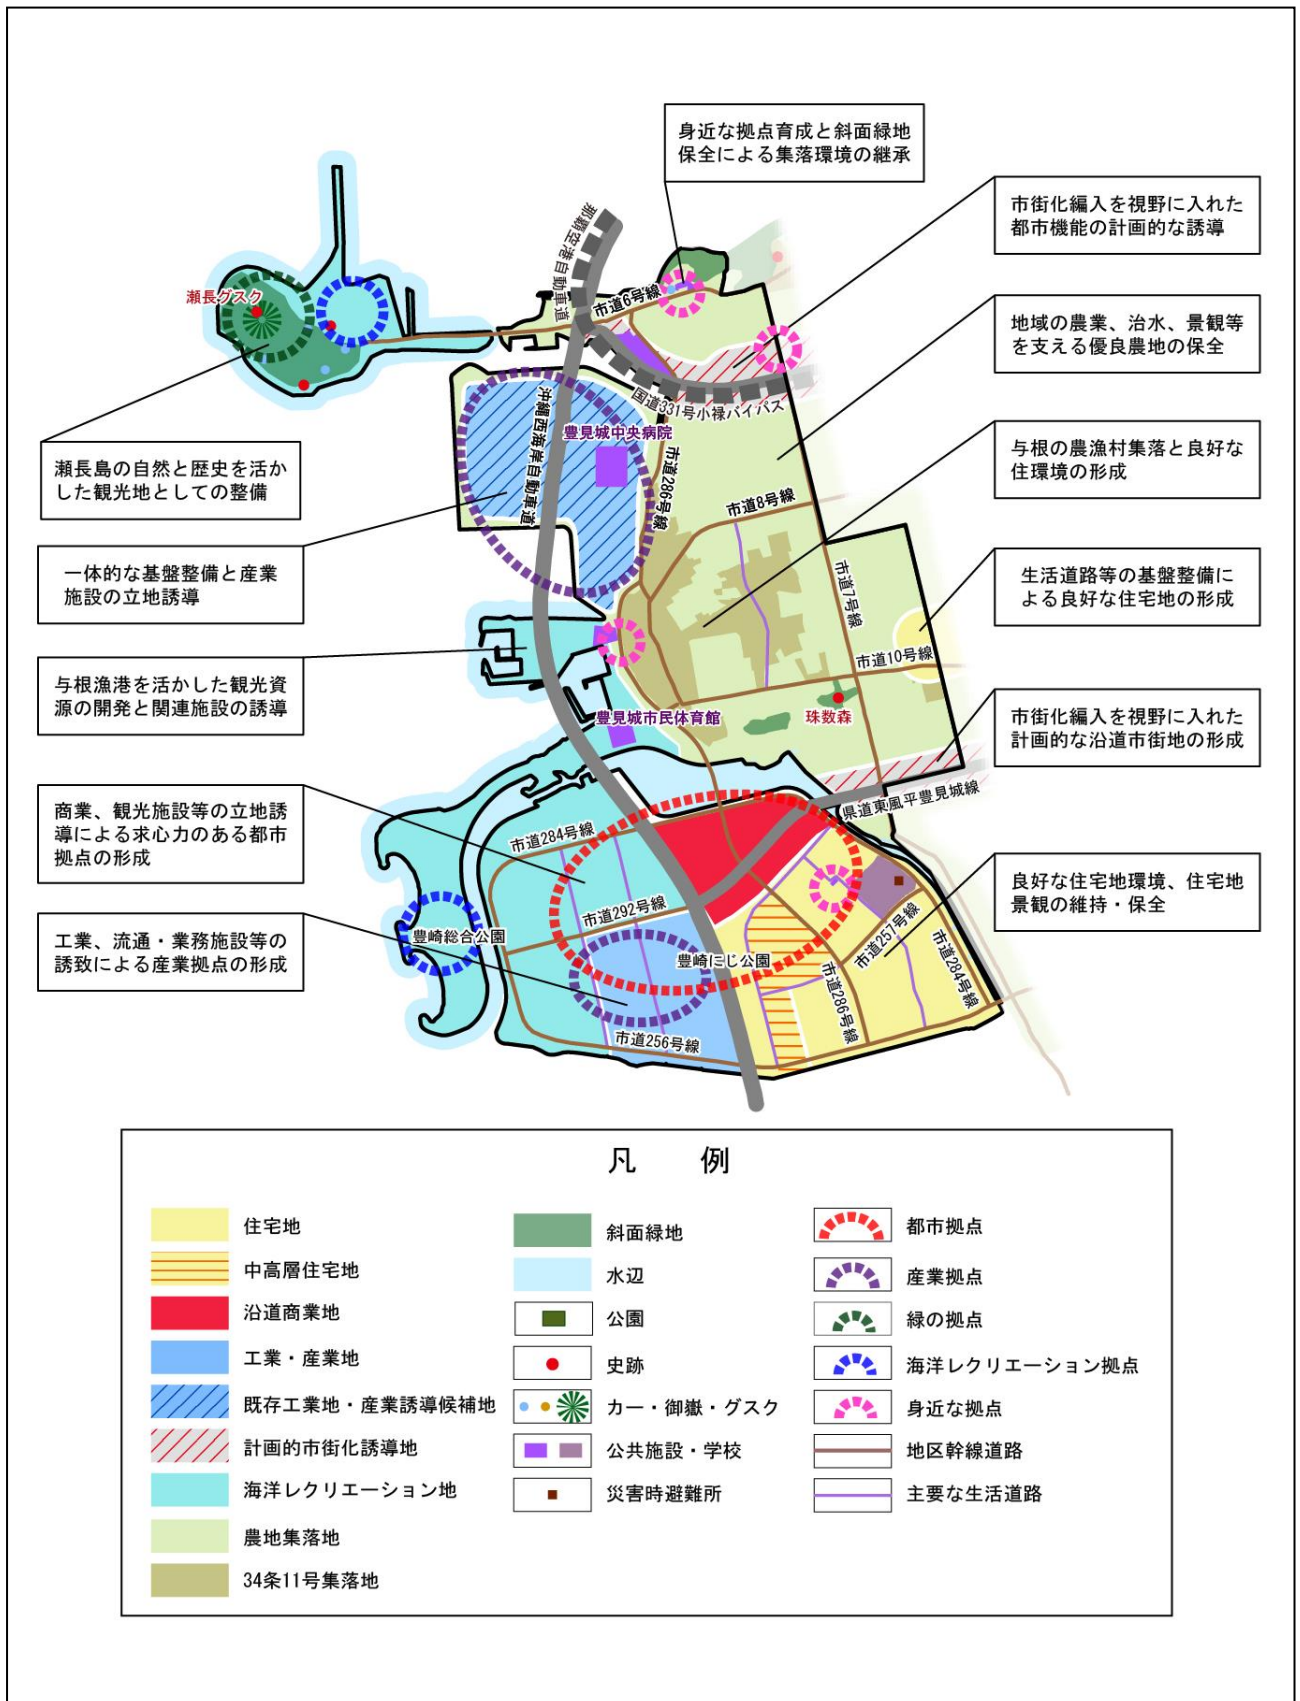 身近な拠点育成と斜面緑地
保全による集落環境の継承
市街化編入を視野に入れた
都市機能の計画的な誘導
地域の農業、治水、景観等
を支える優良農地の保全
与根の農漁村集落と良好な
住環境の形成
生活道路等の基盤整備に
よる良好な住宅地の形成
市街化編入を視野に入れた
計画的な沿道市街地の形成
良好な住宅地環境、住宅地
景観の維持・保全
瀬長島の自然と歴史を活か
した観光地としての整備
一体的な基盤整備と産業
施設の立地誘導
与根漁港を活かした観光資
源の開発と関連施設の誘導
商業、観光施設等の立地誘
導による求心力のある都市
拠点の形成
工業、流通・業務施設等の
誘致による産業拠点の形成
那覇空港自動車道
瀬長グスク
市道6号線
国道331号小禄バイパス
沖縄西海岸自動車道
豊見城中央病院
市道286号線
市道8号線
市道7号線
市道10号線
豊見城市民体育館
珠数森
県道東風平豊見城線
市道284号線
市道292号線
豊崎総合公園
豊崎にじ公園
市道257号線
市道284号線
市道286号線
市道256号線
凡 例
住宅地
中高層住宅地
沿道商業地
工業・産業地
既存工業地・産業誘導候補地
計画的市街化誘導地
海洋レクリエーション地
農地集落地
34条11号集落地
斜面緑地
水辺
公園
史跡
カー・御嶽・グスク
公共施設・学校
災害時避難所
都市拠点
産業拠点
緑の拠点
海洋レクリエーション拠点
身近な拠点
地区幹線道路
主要な生活道路